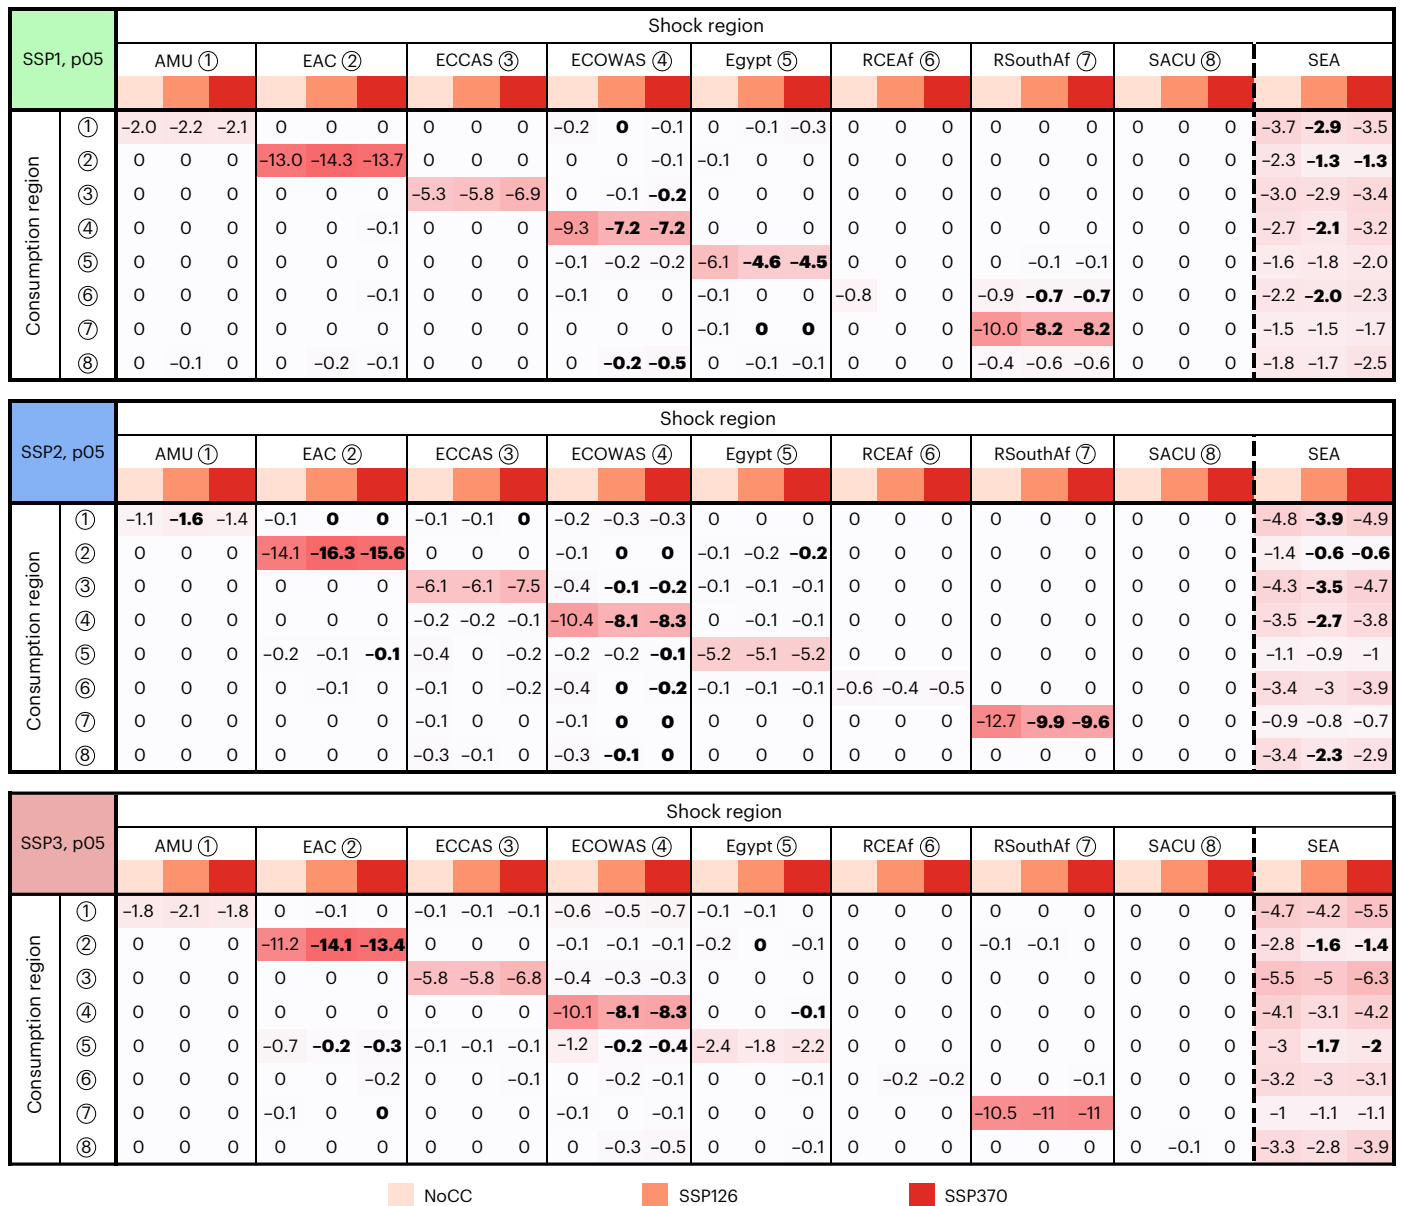 SSP1, p05
Shock region
AMU ① EAC ② ECCAS ③ ECOWAS ④ Egypt ⑤ RCEAf ⑥ RSouthAf ⑦ SACU ⑧ SEA
Consumption region
① −2.0 −2.2 −2.1 0 0 0 0 0 0 −0.2 0 −0.1 0 −0.1 −0.3 0 0 0 0 0 0 0 0 0 −3.7 −2.9 −3.5
② 0 0 0 −13.0 −14.3 −13.7 0 0 0 0 0 −0.1 −0.1 0 0 0 0 0 0 0 0 0 0 0 −2.3 −1.3 −1.3
③ 0 0 0 0 0 0 −5.3 −5.8 −6.9 0 −0.1 −0.2 0 0 0 0 0 0 0 0 0 0 0 0 −3.0 −2.9 −3.4
④ 0 0 0 0 0 −0.1 0 0 0 −9.3 −7.2 −7.2 0 0 0 0 0 0 0 0 0 0 0 0 −2.7 −2.1 −3.2
⑤ 0 0 0 0 0 0 0 0 0 −0.1 −0.2 −0.2 −6.1 −4.6 −4.5 0 0 0 0 −0.1 −0.1 0 0 0 −1.6 −1.8 −2.0
⑥ 0 0 0 0 0 −0.1 0 0 0 −0.1 0 0 −0.1 0 0 −0.8 0 0 −0.9 −0.7 −0.7 0 0 0 −2.2 −2.0 −2.3
⑦ 0 0 0 0 0 0 0 0 0 0 0 0 −0.1 0 0 0 0 0 −10.0 −8.2 −8.2 0 0 0 −1.5 −1.5 −1.7
⑧ 0 −0.1 0 0 −0.2 −0.1 0 0 0 0 −0.2 −0.5 0 −0.1 −0.1 0 0 0 −0.4 −0.6 −0.6 0 0 0 −1.8 −1.7 −2.5
SSP2, p05
Shock region
AMU ① EAC ② ECCAS ③ ECOWAS ④ Egypt ⑤ RCEAf ⑥ RSouthAf ⑦ SACU ⑧ SEA
Consumption region
① −1.1 −1.6 −1.4 −0.1 0 0 −0.1 −0.1 0 −0.2 −0.3 −0.3 0 0 0 0 0 0 0 0 0 0 0 0 −4.8 −3.9 −4.9
② 0 0 0 −14.1 −16.3 −15.6 0 0 0 −0.1 0 0 −0.1 −0.2 −0.2 0 0 0 0 0 0 0 0 0 −1.4 −0.6 −0.6
③ 0 0 0 0 0 0 −6.1 −6.1 −7.5 −0.4 −0.1 −0.2 −0.1 −0.1 −0.1 0 0 0 0 0 0 0 0 0 −4.3 −3.5 −4.7
④ 0 0 0 0 0 0 −0.2 −0.2 −0.1 −10.4 −8.1 −8.3 0 −0.1 −0.1 0 0 0 0 0 0 0 0 0 −3.5 −2.7 −3.8
⑤ 0 0 0 −0.2 −0.1 −0.1 −0.4 0 −0.2 −0.2 −0.2 −0.1 −5.2 −5.1 −5.2 0 0 0 0 0 0 0 0 0 −1.1 −0.9 −1
⑥ 0 0 0 0 −0.1 0 −0.1 0 −0.2 −0.4 0 −0.2 −0.1 −0.1 −0.1 −0.6 −0.4 −0.5 0 0 0 0 0 0 −3.4 −3 −3.9
⑦ 0 0 0 0 0 0 −0.1 0 0 −0.1 0 0 0 0 0 0 0 0 −12.7 −9.9 −9.6 0 0 0 −0.9 −0.8 −0.7
⑧ 0 0 0 0 0 0 −0.3 −0.1 0 −0.3 −0.1 0 0 0 0 0 0 0 0 0 0 0 0 0 −3.4 −2.3 −2.9
SSP3, p05
Shock region
AMU ① EAC ② ECCAS ③ ECOWAS ④ Egypt ⑤ RCEAf ⑥ RSouthAf ⑦ SACU ⑧ SEA
Consumption region
① −1.8 −2.1 −1.8 0 −0.1 0 −0.1 −0.1 −0.1 −0.6 −0.5 −0.7 −0.1 −0.1 0 0 0 0 0 0 0 0 0 0 −4.7 −4.2 −5.5
② 0 0 0 −11.2 −14.1 −13.4 0 0 0 −0.1 −0.1 −0.1 −0.2 0 −0.1 0 0 0 −0.1 −0.1 0 0 0 0 −2.8 −1.6 −1.4
③ 0 0 0 0 0 0 −5.8 −5.8 −6.8 −0.4 −0.3 −0.3 0 0 0 0 0 0 0 0 0 0 0 0 −5.5 −5 −6.3
④ 0 0 0 0 0 0 0 0 0 −10.1 −8.1 −8.3 0 0 −0.1 0 0 0 0 0 0 0 0 0 −4.1 −3.1 −4.2
⑤ 0 0 0 −0.7 −0.2 −0.3 −0.1 −0.1 −0.1 −1.2 −0.2 −0.4 −2.4 −1.8 −2.2 0 0 0 0 0 0 0 0 0 −3 −1.7 −2
⑥ 0 0 0 0 0 −0.2 0 0 −0.1 0 −0.2 −0.1 0 0 −0.1 0 −0.2 −0.2 0 0 −0.1 0 0 0 −3.2 −3 −3.1
⑦ 0 0 0 −0.1 0 0 0 0 0 −0.1 0 −0.1 0 0 0 0 0 0 −10.5 −11 −11 0 0 0 −1 −1.1 −1.1
⑧ 0 0 0 0 0 0 0 0 0 0 −0.3 −0.5 0 0 −0.1 0 0 0 0 0 0 0 −0.1 0 −3.3 −2.8 −3.9
NoCC SSP126 SSP370